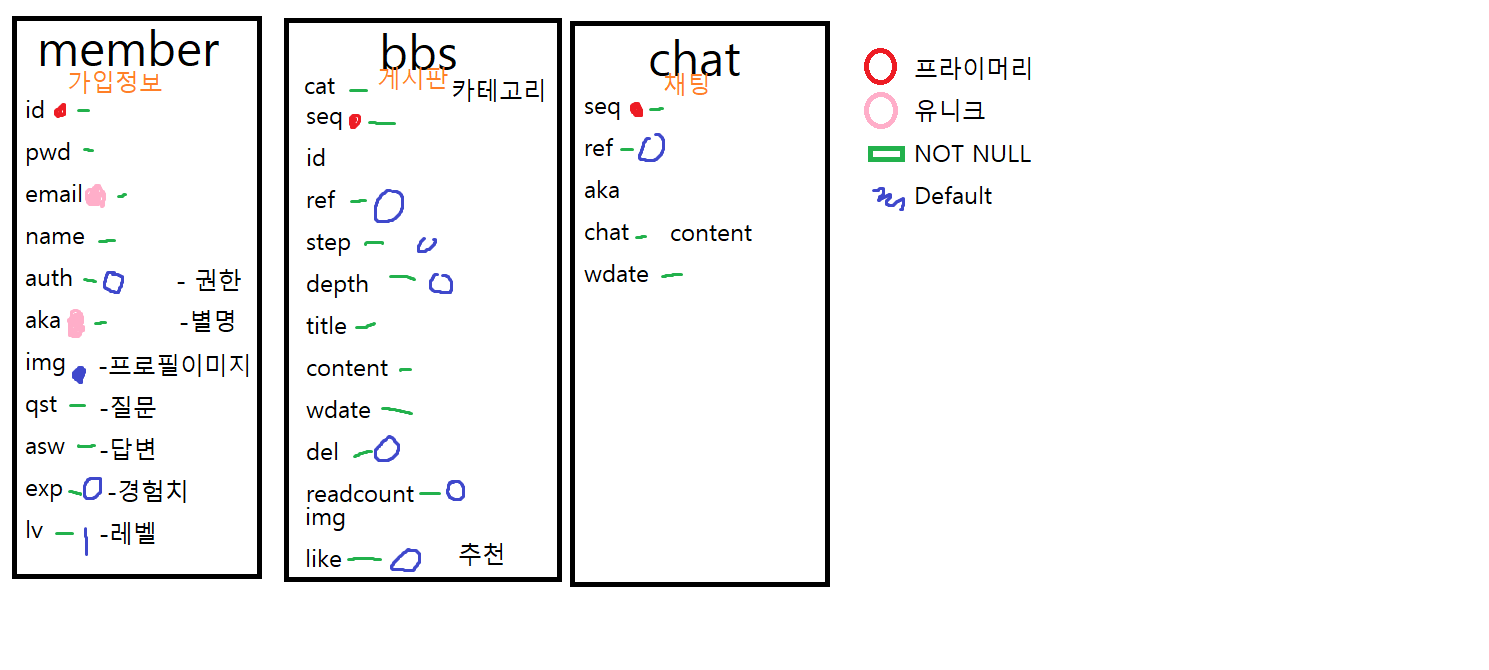 member
가입정보
id
pwd
email
name
auth - 권한
aka -별명
img -프로필이미지
qst -질문
asw -답변
exp -경험치
lv -레벨
bbs
게시판
cat 카테고리
seq
id
ref
step
depth
title
content
wdate
del
readcount
img
like 추천
chat
채팅
seq
ref
aka
chat content
wdate
프라이머리
유니크
NOT NULL
Default